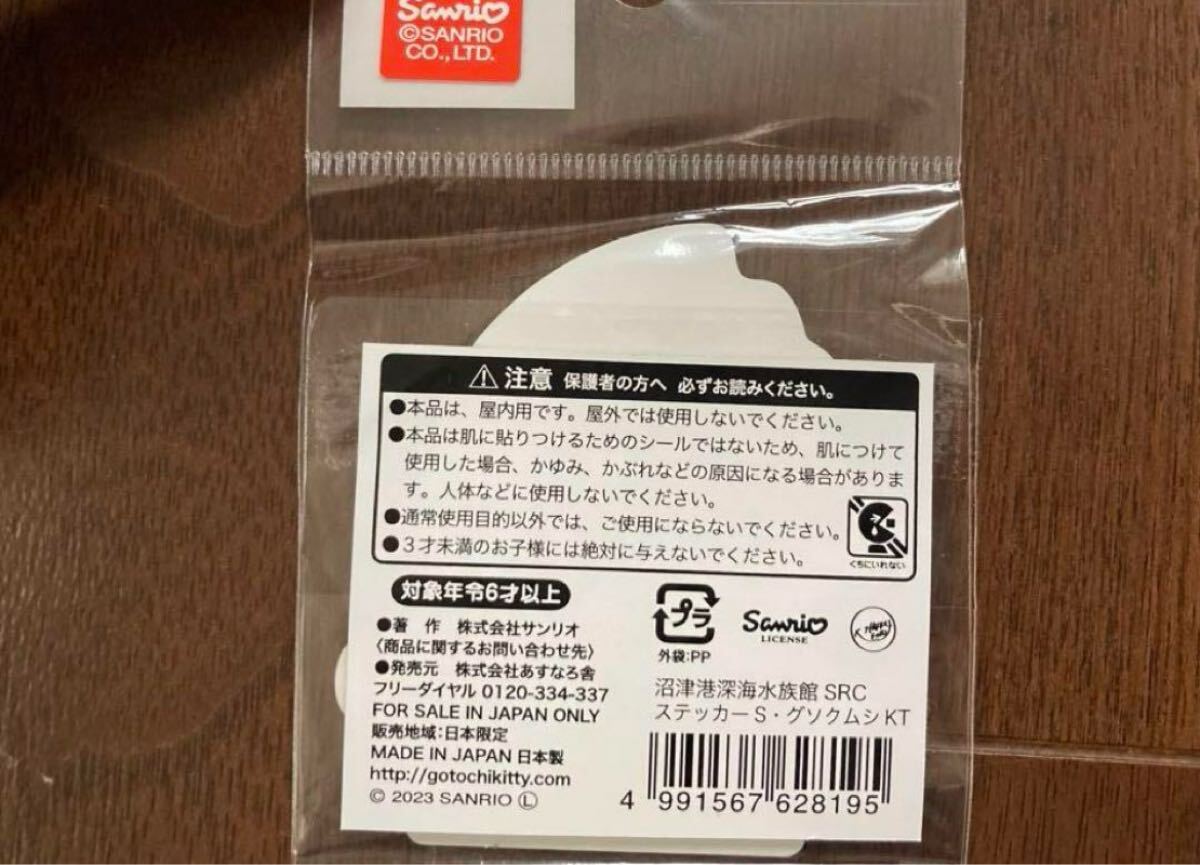 Sanrio
©SANRIO
CO., LTD.
⚠注意 保護者の方へ 必ずお読みください。
●本品は、屋内用です。屋外では使用しないでください。
●本品は肌に貼りつけるためのシールではないため、肌につけて
使用した場合、かゆみ、かぶれなどの原因になる場合がありま
す。人体などに使用しないでください。
●通常使用目的以外では、ご使用にならないでください。
●3才未満のお子様には絶対に与えないでください。
くちにいれない
対象年令6才以上
●著 作 株式会社サンリオ
〈商品に関するお問い合わせ先〉
●発売元 株式会社あすなろ舎
フリーダイヤル 0120-334-337
FOR SALE IN JAPAN ONLY
販売地域:日本限定
MADE IN JAPAN 日本製
http://gotochikitty.com
© 2023 SANRIO Ⓛ
プラ
外袋:PP
Sanrio
LICENSE
沼津港深海水族館 SRC
ステッカーS・グソクムシKT
4 991567 628195